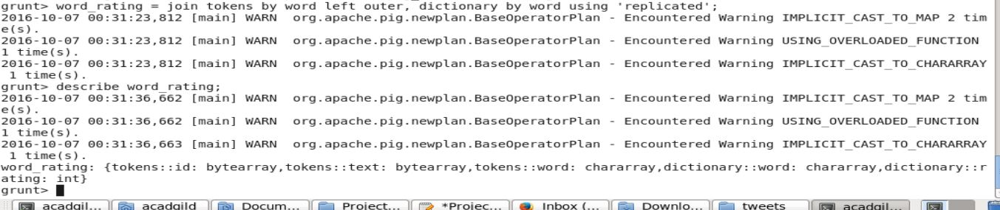 grunt> word_rating = join tokens by word left outer, dictionary by word using 'replicated';
2016-10-07 00:31:23,812 [main] WARN  org.apache.pig.newplan.BaseOperatorPlan - Encountered Warning IMPLICIT_CAST_TO_MAP 2 tim
e(s).
2016-10-07 00:31:23,812 [main] WARN  org.apache.pig.newplan.BaseOperatorPlan - Encountered Warning USING_OVERLOADED_FUNCTION
1 time(s).
2016-10-07 00:31:23,812 [main] WARN  org.apache.pig.newplan.BaseOperatorPlan - Encountered Warning IMPLICIT_CAST_TO_CHARARRAY
 1 time(s).
grunt> describe word_rating;
2016-10-07 00:31:36,662 [main] WARN  org.apache.pig.newplan.BaseOperatorPlan - Encountered Warning IMPLICIT_CAST_TO_MAP 2 tim
e(s).
2016-10-07 00:31:36,662 [main] WARN  org.apache.pig.newplan.BaseOperatorPlan - Encountered Warning USING_OVERLOADED_FUNCTION
1 time(s).
2016-10-07 00:31:36,663 [main] WARN  org.apache.pig.newplan.BaseOperatorPlan - Encountered Warning IMPLICIT_CAST_TO_CHARARRAY
 1 time(s).
word_rating: {tokens::id: bytearray,tokens::text: bytearray,tokens::word: chararray,dictionary::word: chararray,dictionary::r
ating: int}
grunt>
acadgil... acadgild Docum... Project... *Projec... Inbox (... Downlo... tweets acadgil...